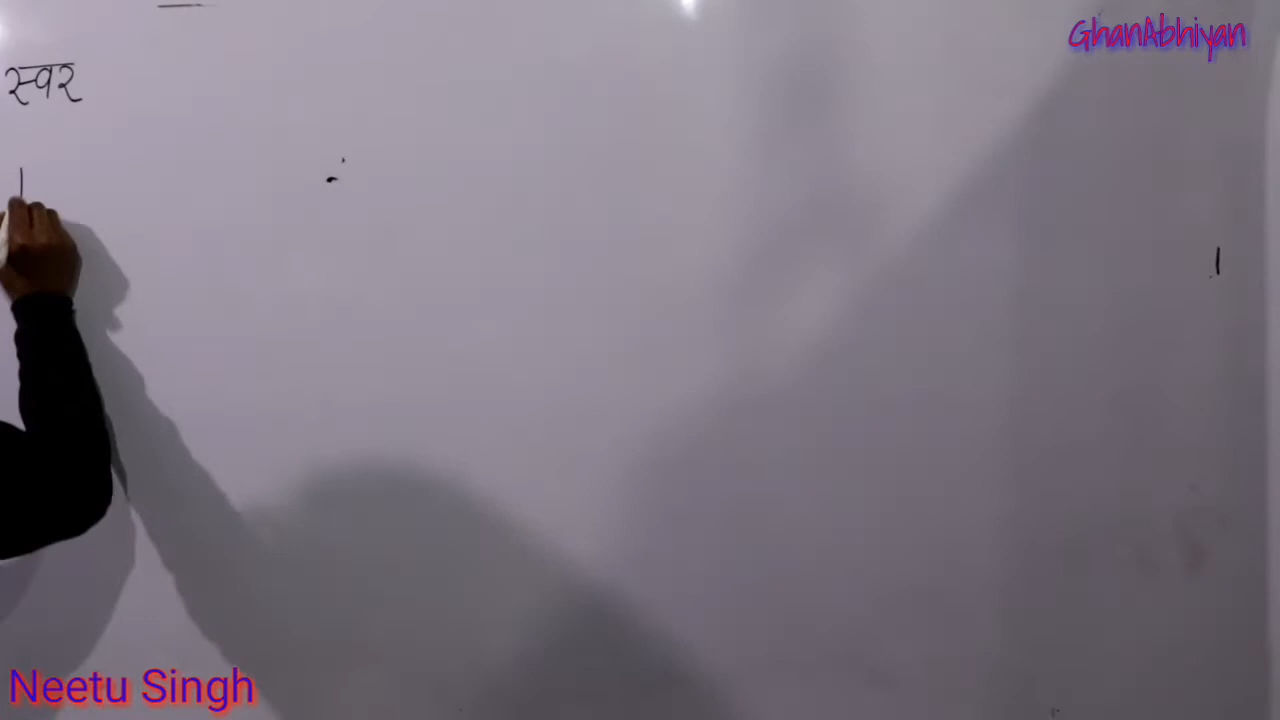 GhanAbhiyan
स्वर
Neetu Singh